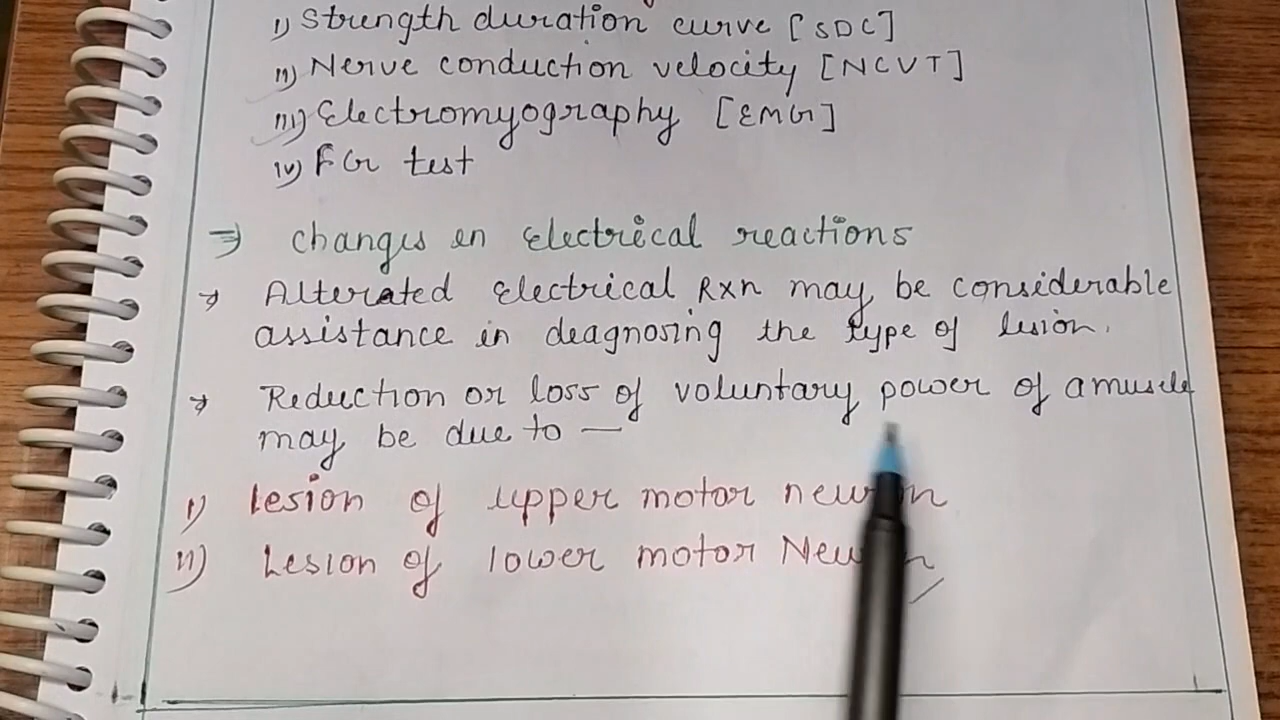 i) Strength duration curve [SDC]
ii) Nerve conduction velocity [NCVT]
iii) Electromyography [EMG]
iv) FG test
⇒ Changes in Electrical reactions
→ Alterated Electrical Rxn may be considerable
assistance in deagnosing the type of lesion.
→ Reduction or loss of voluntary power of a muscle
may be due to —
i) Lesion of upper motor
ii) Lesion of lower motor